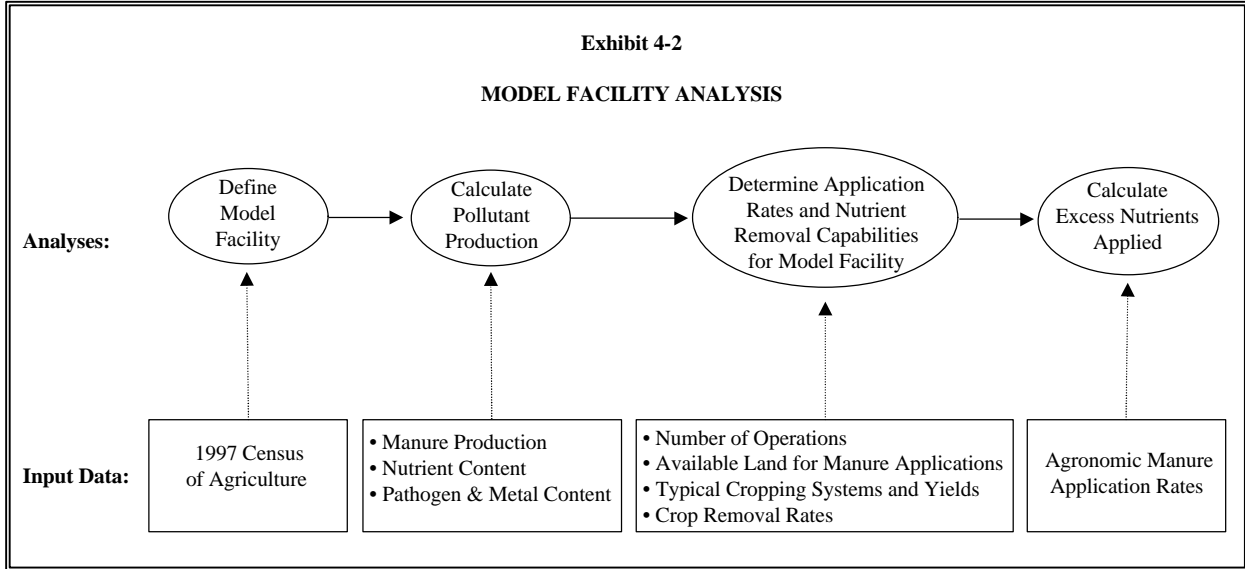 Exhibit 4-2
MODEL FACILITY ANALYSIS
Analyses:
Define
Model
Facility
Calculate
Pollutant
Production
Determine Application
Rates and Nutrient
Removal Capabilities
for Model Facility
Calculate
Excess Nutrients
Applied
Input Data:
1997 Census
of Agriculture
• Manure Production
• Nutrient Content
• Pathogen & Metal Content
• Number of Operations
• Available Land for Manure Applications
• Typical Cropping Systems and Yields
• Crop Removal Rates
Agronomic Manure
Application Rates